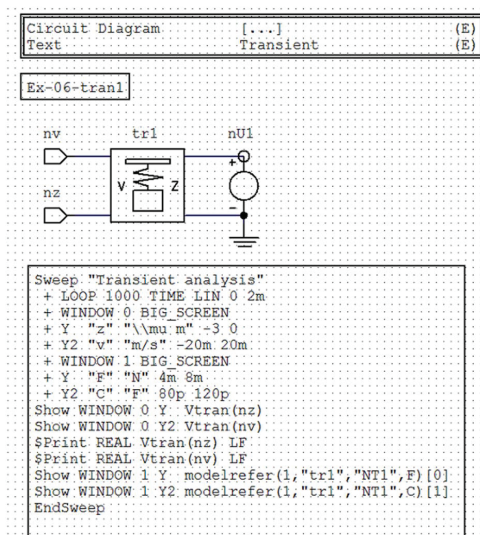 Circuit Diagram [...] (E)
Text Transient (E)
Ex-06-tran1
nv tr1 nU1
+
V Z
nz
-
Sweep "Transient analysis"
+ LOOP 1000 TIME LIN 0 2m
+ WINDOW 0 BIG_SCREEN
+ Y "z" "\\mu m" -3 0
+ Y2 "v" "m/s" -20m 20m
+ WINDOW 1 BIG_SCREEN
+ Y "F" "N" 4m 8m
+ Y2 "C" "F" 80p 120p
Show WINDOW 0 Y Vtran(nz)
Show WINDOW 0 Y2 Vtran(nv)
$Print REAL Vtran(nz) LF
$Print REAL Vtran(nv) LF
Show WINDOW 1 Y modelrefer(1,"tr1","NT1",F)[0]
Show WINDOW 1 Y2 modelrefer(1,"tr1","NT1",C)[1]
EndSweep